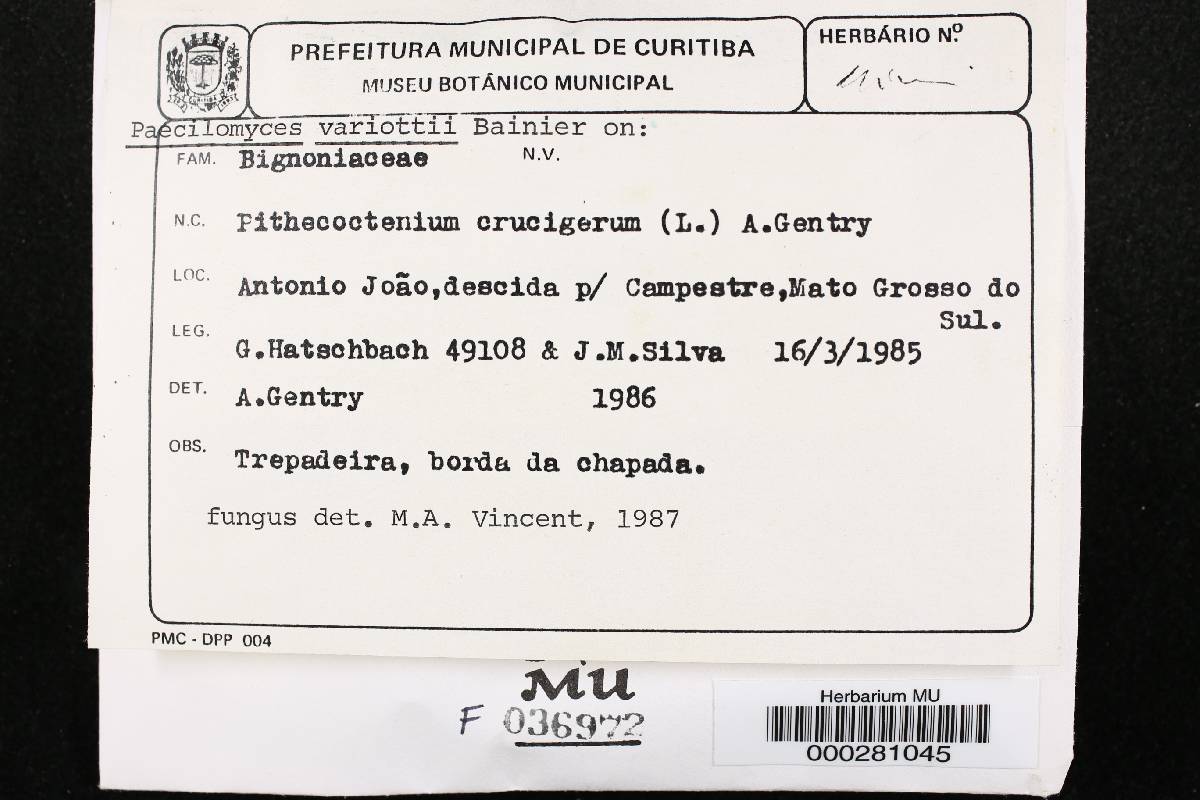 PREFEITURA MUNICIPAL DE CURITIBA
MUSEU BOTÂNICO MUNICIPAL
HERBÁRIO Nº
Paecilomyces variottii Bainier on:
FAM. Bignoniaceae N.V.
N.C. Pithecoctenium crucigerum (L.) A.Gentry
LOC. Antonio João,descida p/ Campestre,Mato Grosso do
Sul.
LEG. G.Hatschbach 49108 & J.M.Silva 16/3/1985
DET. A.Gentry 1986
OBS. Trepadeira, borda da chapada.
fungus det. M.A. Vincent, 1987
PMC - DPP 004
MU
F 036972
Herbarium MU
000281045